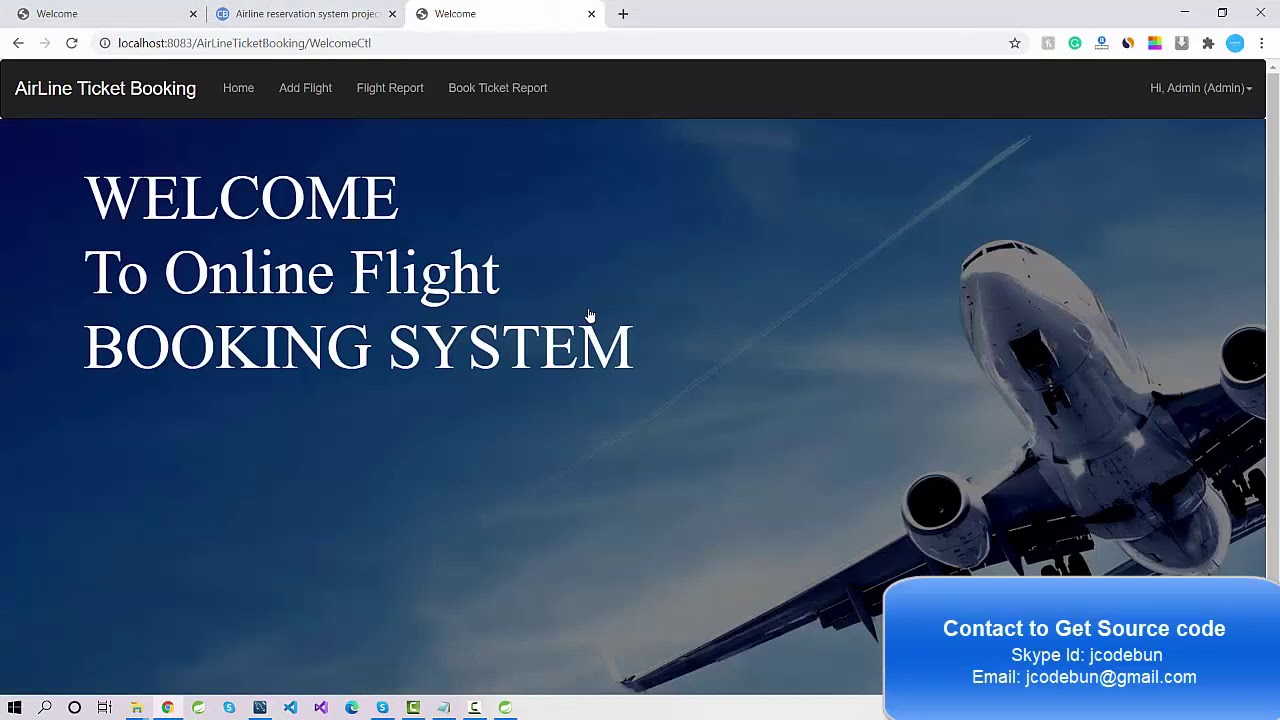 Welcome
Airline reservation system projec
Welcome
localhost:8083/AirLineTicketBooking/WelcomeCtl
AirLine Ticket Booking
Home
Add Flight
Flight Report
Book Ticket Report
Hi, Admin (Admin)
WELCOME
To Online Flight
BOOKING SYSTEM
Contact to Get Source code
Skype Id: jcodebun
Email: jcodebun@gmail.com